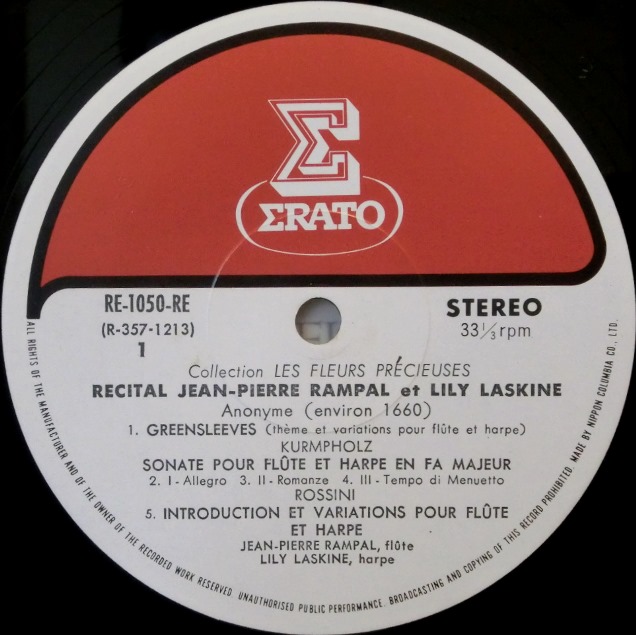 ΣRATO
RE-1050-RE
(R-357-1213)
1
STEREO
33 1/3 rpm
Collection LES FLEURS PRÉCIEUSES
RECITAL JEAN-PIERRE RAMPAL et LILY LASKINE
Anonyme (environ 1660)
1. GREENSLEEVES (thème et variations pour flûte et harpe)
KURMPHOLZ
SONATE POUR FLÛTE ET HARPE EN FA MAJEUR
2. I - Allegro 3. II - Romanze 4. III - Tempo di Menuetto
ROSSINI
5. INTRODUCTION ET VARIATIONS POUR FLÛTE
ET HARPE
JEAN-PIERRE RAMPAL, flûte
LILY LASKINE, harpe
ALL RIGHTS OF THE MANUFACTURER AND OF THE OWNER OF THE RECORDED WORK RESERVED. UNAUTHORISED PUBLIC PERFORMANCE. BROADCASTING AND COPYING OF THIS RECORD PROHIBITED. MADE BY NIPPON COLUMBIA CO., LTD.